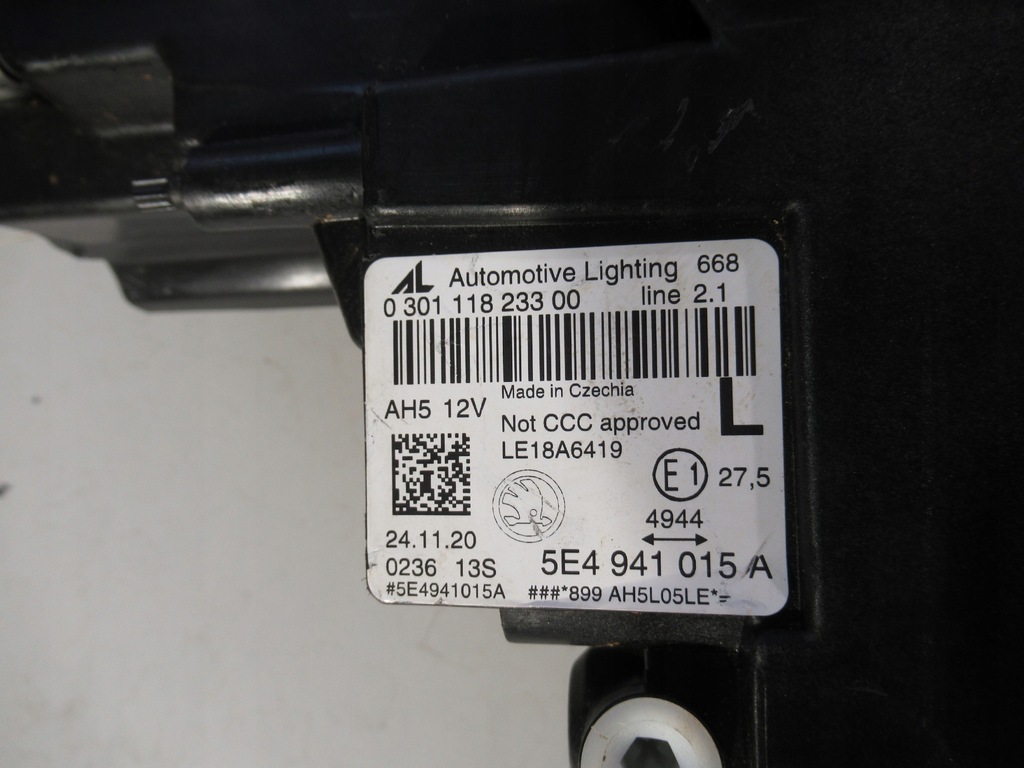 AL Automotive Lighting 668
0 301 118 233 00 line 2.1
Made in Czechia
AH5 12V
L
Not CCC approved
LE18A6419
E1 27,5
4944
24.11.20
5E4 941 015 A
0236 13S
#5E4941015A ###*899 AH5L05LE*=